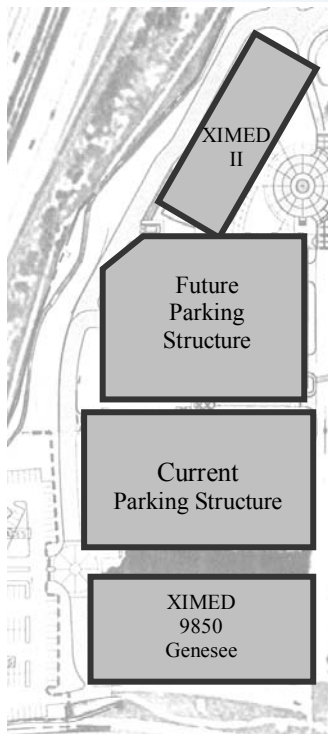 XIMED
II
Future
Parking
Structure
Current
Parking Structure
XIMED
9850
Genesee